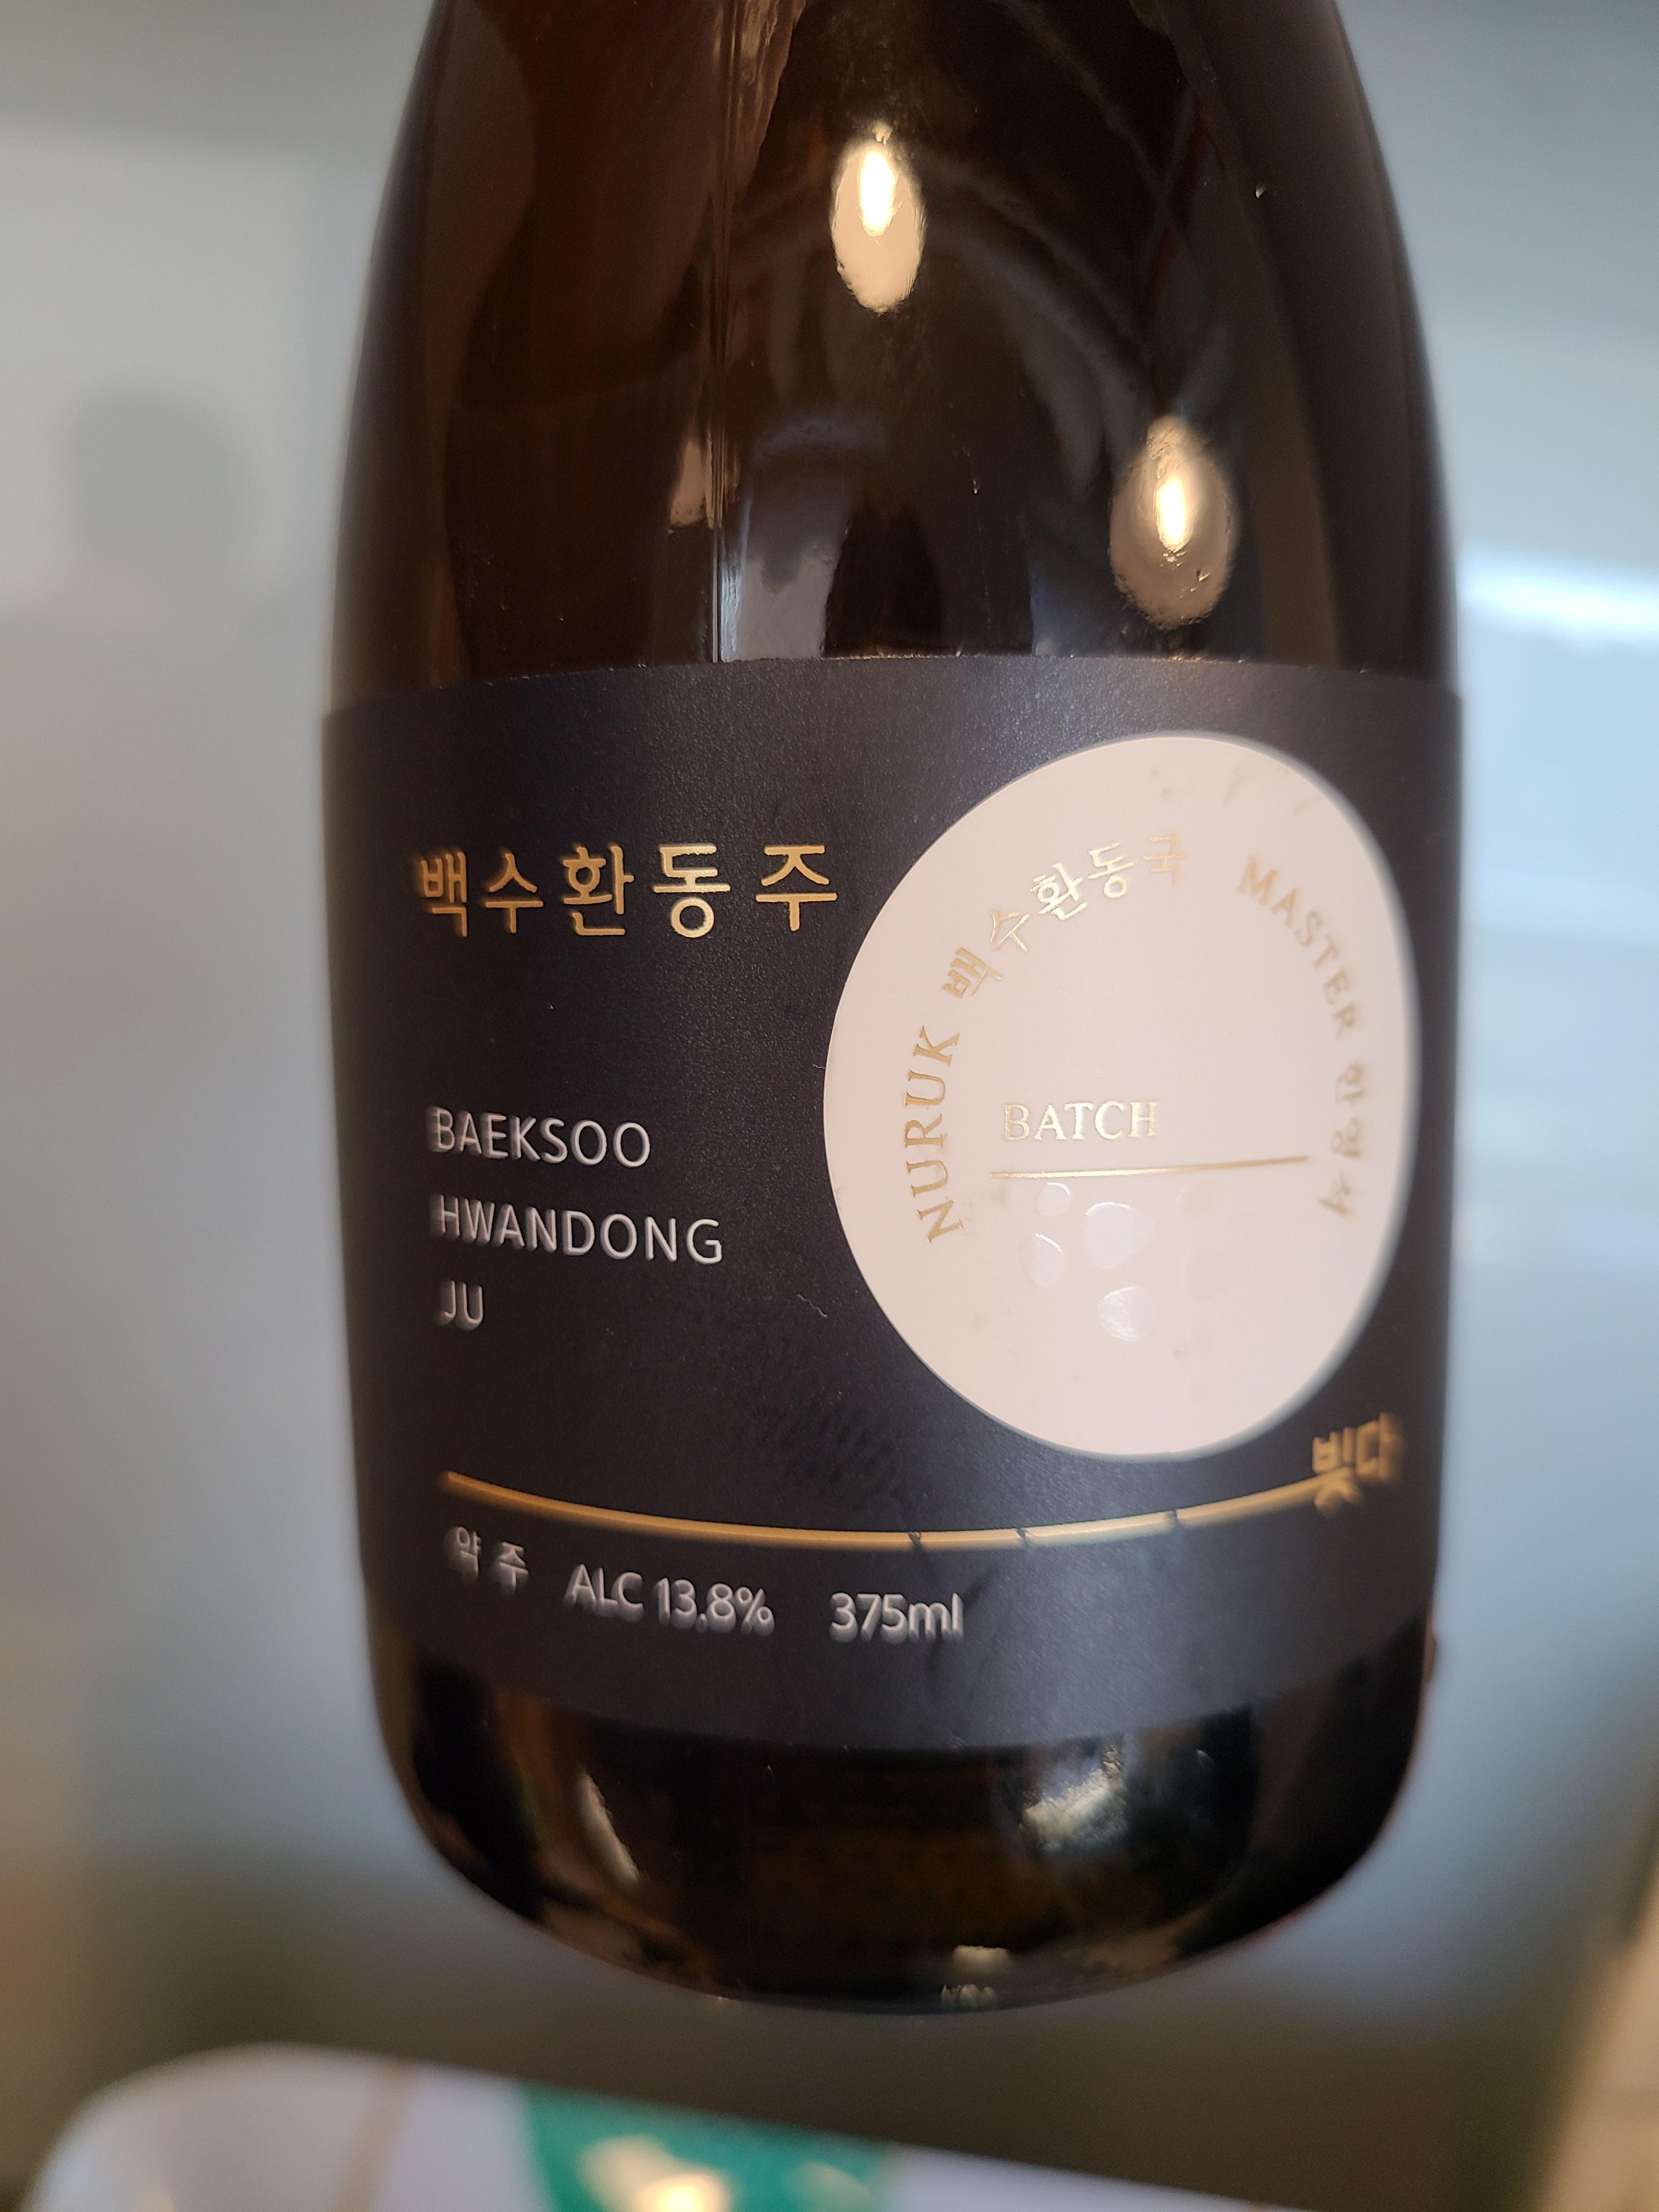 백수환동주
BAEKSOO
HWANDONG
JU
NURUK 백수환동국
MASTER 한영석
BATCH
빚담
약주 ALC 13.8% 375ml